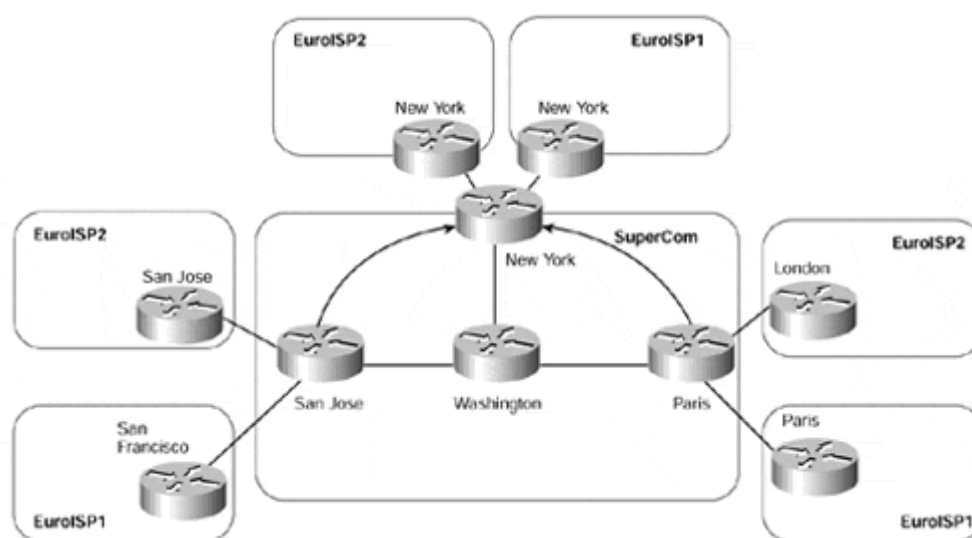 EuroISP2
EuroISP1
New York
New York
EuroISP2
SuperCom
EuroISP2
San Jose
New York
London
San Jose
Washington
Paris
San
Francisco
Paris
EuroISP1
EuroISP1